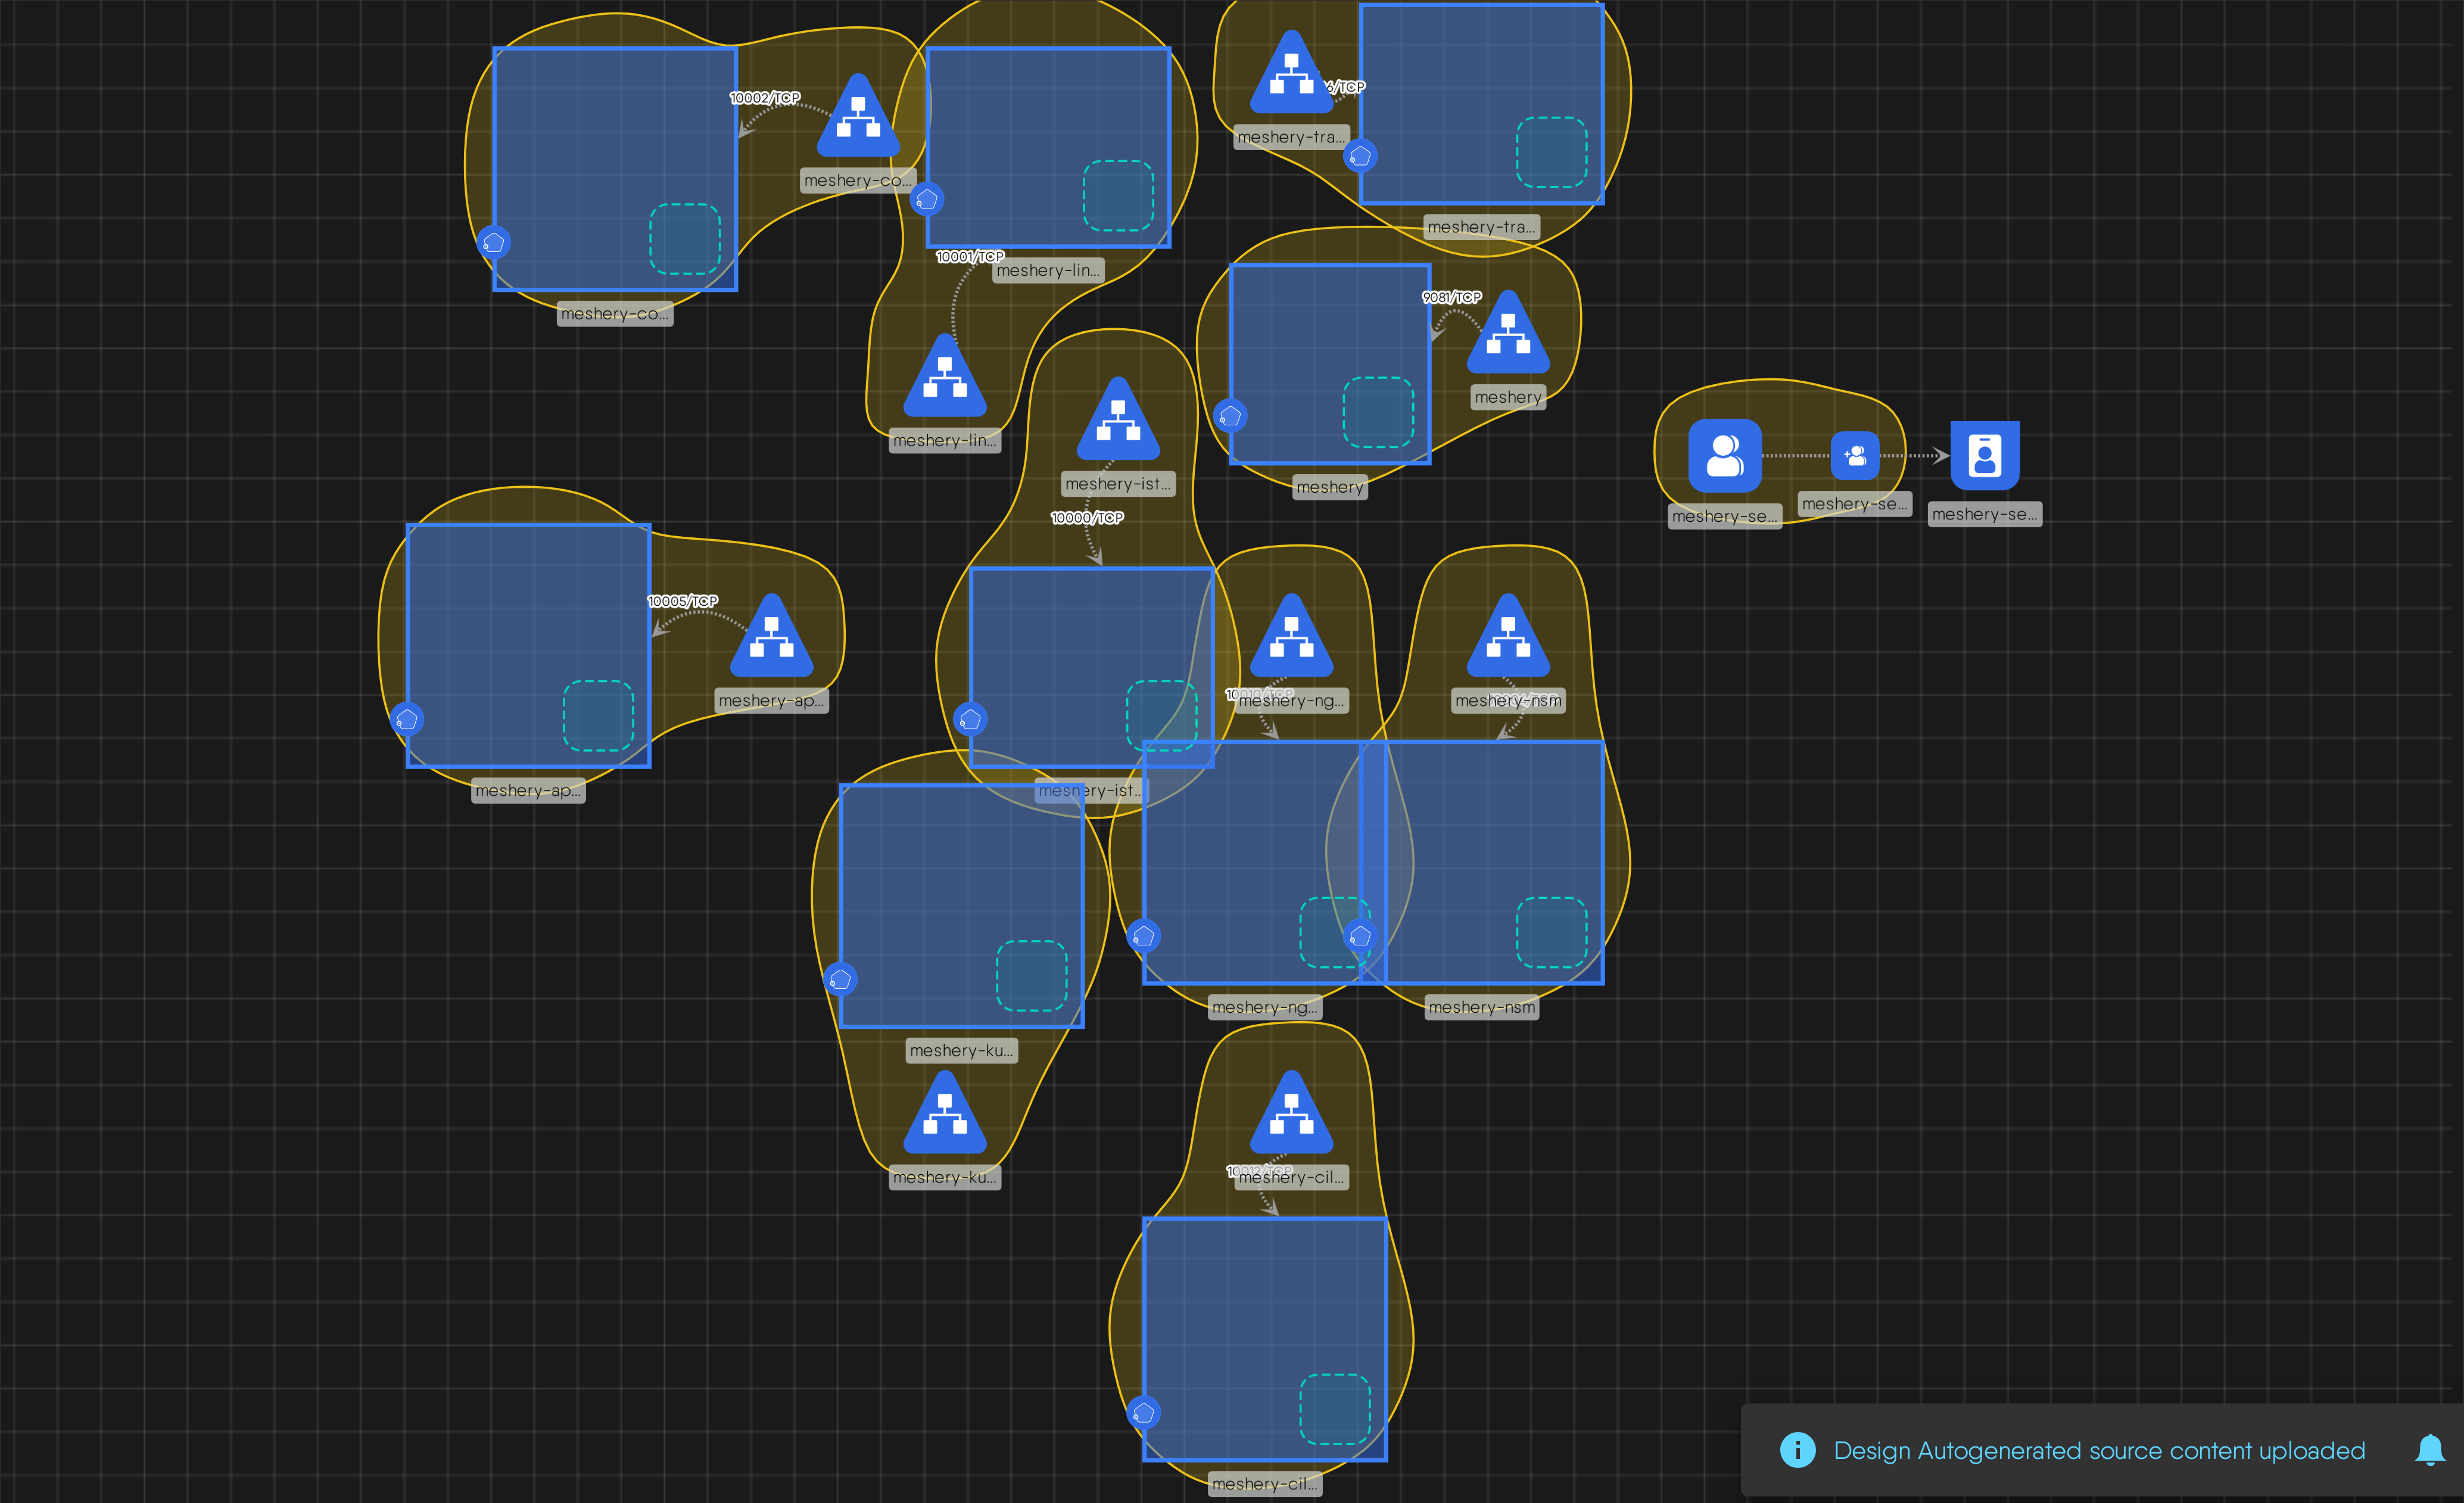 10002/TCP
meshery-co...
meshery-co...
10001/TCP
meshery-lin...
meshery-lin...
6/TCP
meshery-tra...
meshery-tra...
9081/TCP
meshery
meshery
meshery-ist...
10000/TCP
meshery-ist...
meshery-se...
meshery-se...
meshery-se...
10005/TCP
meshery-ap...
meshery-ap...
meshery-ng...
meshery-nsm
meshery-ng...
meshery-nsm
meshery-ku...
meshery-ku...
10012/TCP
meshery-cil...
meshery-cil...
Design Autogenerated source content uploaded